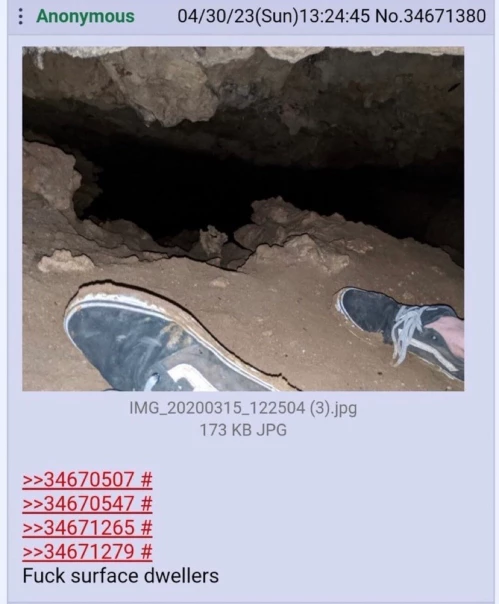 Anonymous 04/30/23(Sun)13:24:45 No.34671380
IMG_20200315_122504 (3).jpg
173 KB JPG
>>34670507 #
>>34670547 #
>>34671265 #
>>34671279 #
Fuck surface dwellers